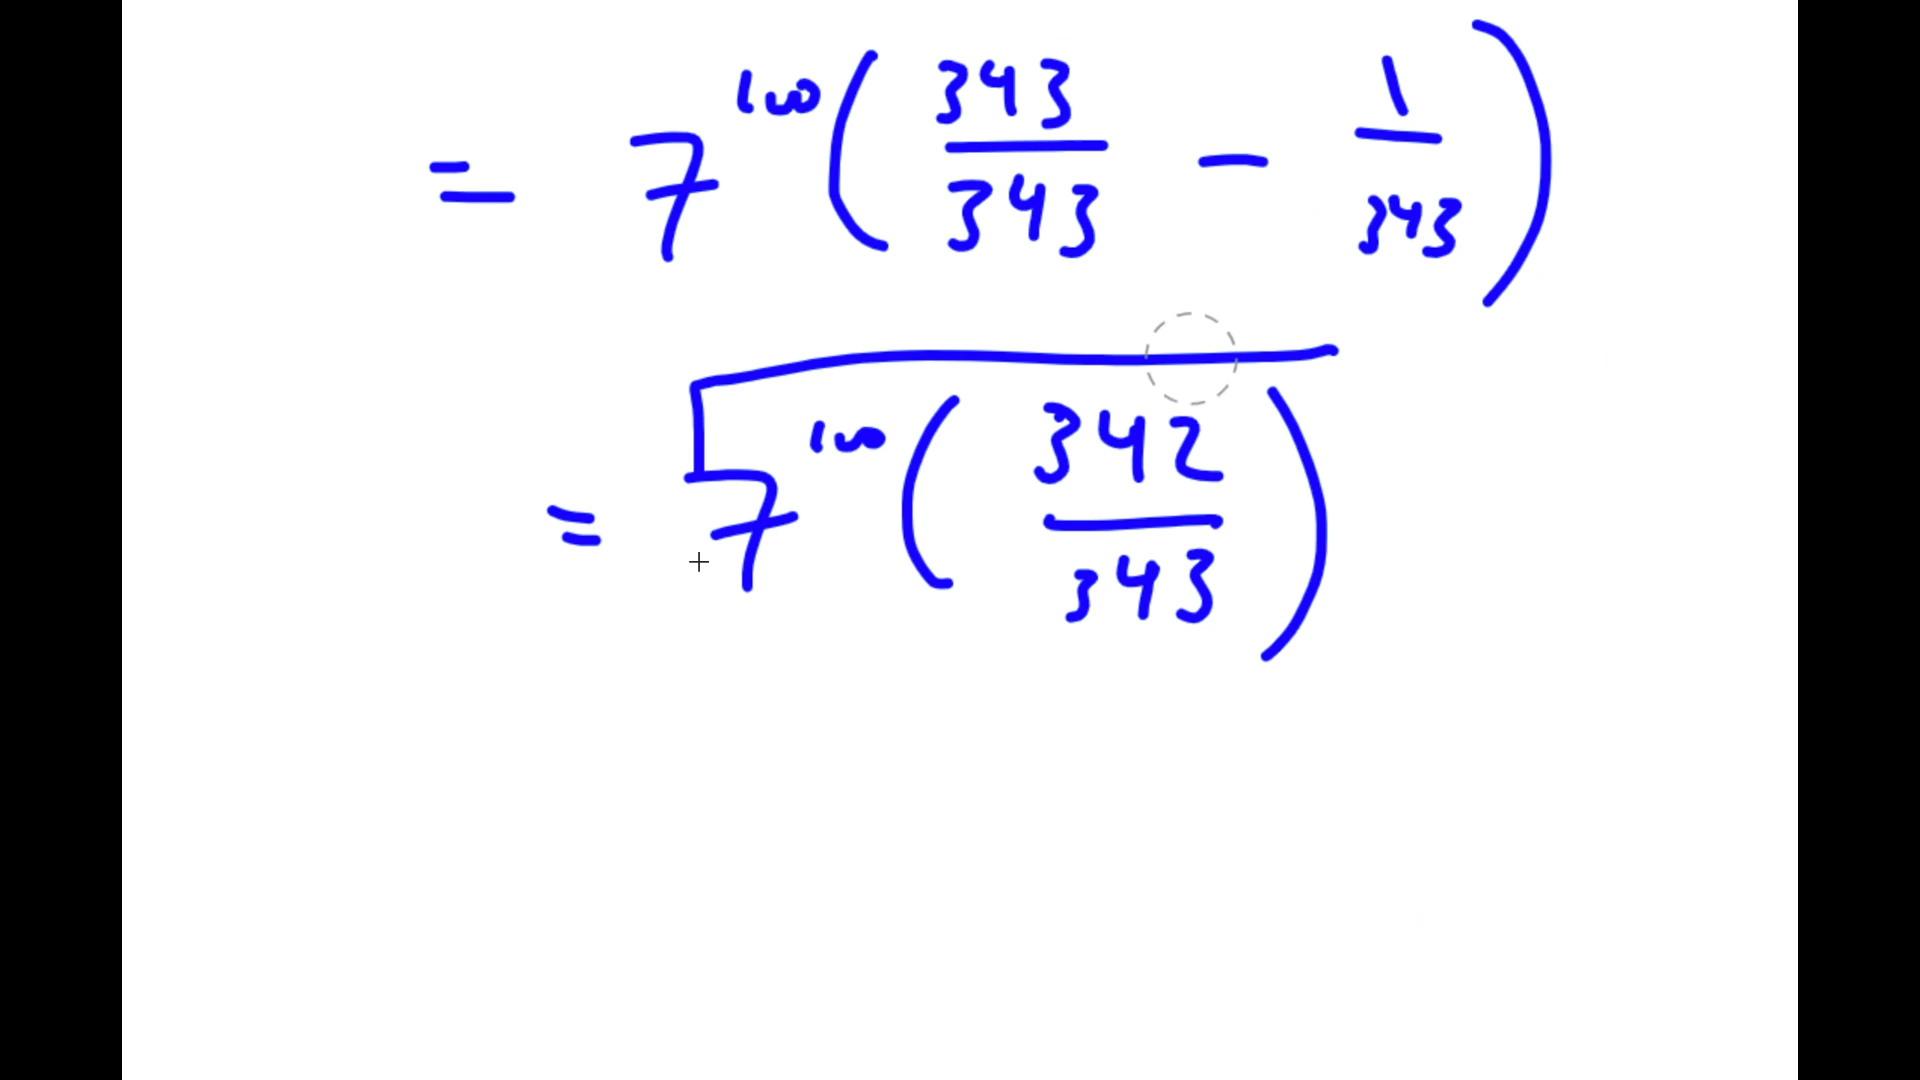 = 7^100 ( 343/343 - 1/343 )
= 7^100 ( 342/343 )